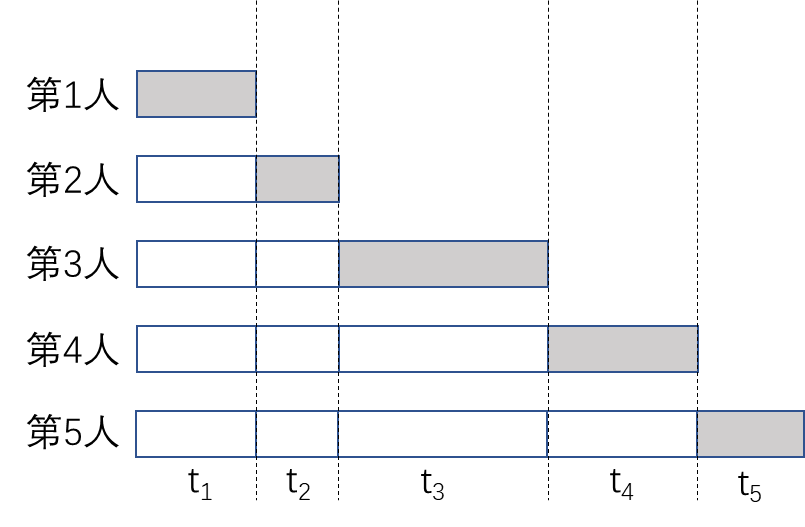 第1人
第2人
第3人
第4人
第5人
t₁ t₂ t₃ t₄ t₅